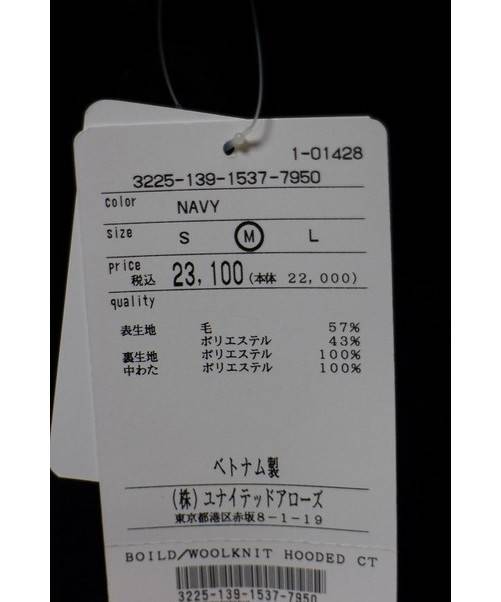 1-01428
3225-139-1537-7950
color NAVY
size S M L
price 税込 23,100 (本体 22,000)
quality
表生地 毛 57%
ポリエステル 43%
裏生地 ポリエステル 100%
中わた ポリエステル 100%
ベトナム製
(株) ユナイテッドアローズ
東京都港区赤坂8-1-19
BOILD/WOOLKNIT HOODED CT
3225-139-1537-7950